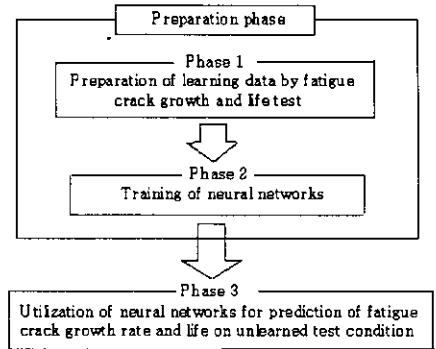 Preparation phase
Phase 1
Preparation of learning data by fatigue
crack growth and life test
Phase 2
Training of neural networks
Phase 3
Utilization of neural networks for prediction of fatigue
crack growth rate and life on unlearned test condition